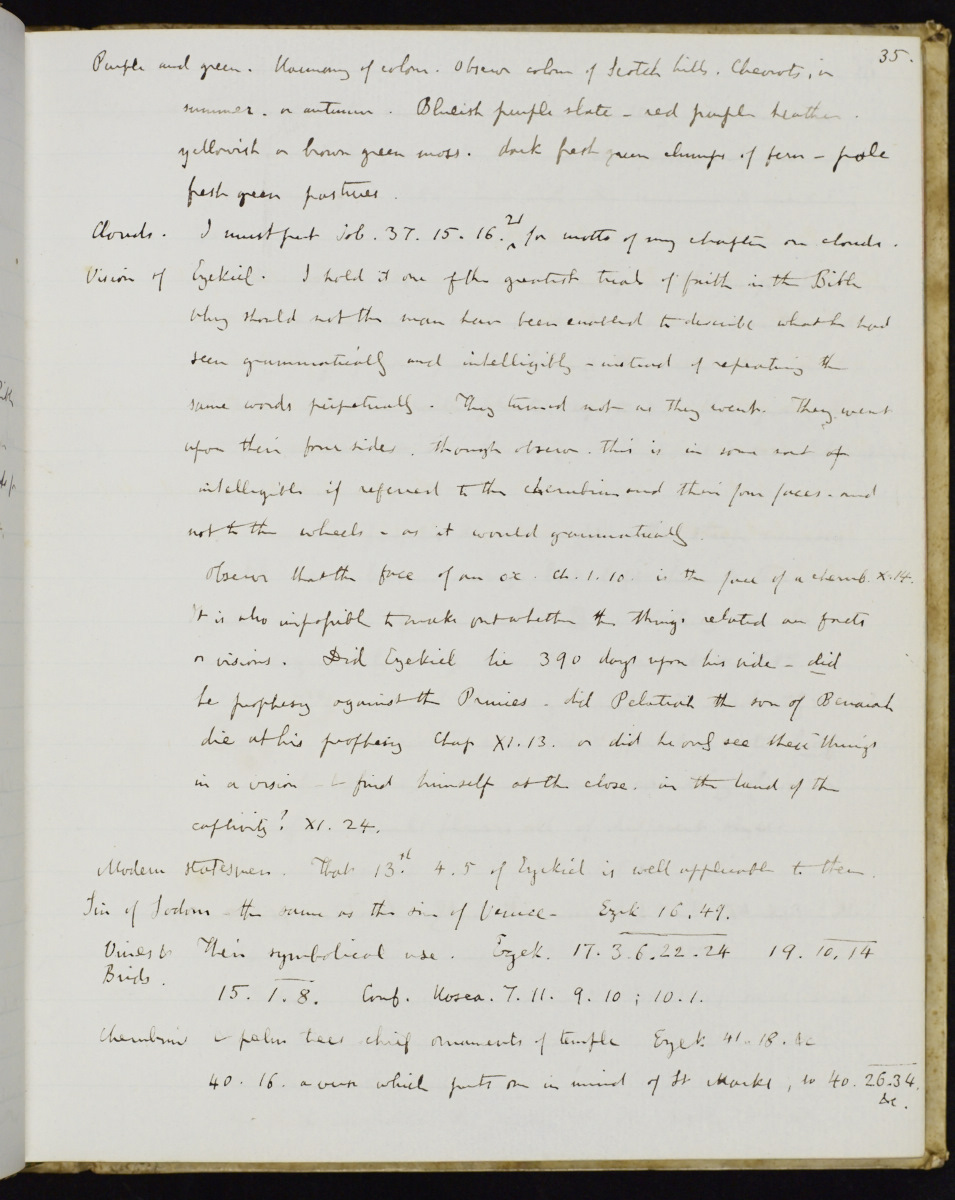 35.
Purple and green. Harmony of colour. Observe colour of Scotch hills. Cheviots, in
summer. or autumn. Blueish purple slate - red purple heather.
yellowish or brown green moss. dark fresh green clumps of fern - pale
fresh green pastures.
Clouds. I must put Job. 37. 15. 16. 21 for motto of my chapter on clouds.
Vision of Ezekiel. I hold it one of the greatest trials of faith in the Bible
why should not the man have been enabled to describe what he had
seen grammatically and intelligibly - instead of repeating the
same words perpetually. They turned not as they went. They went
upon their four sides. though observe. this is in some sort of
intelligible if referred to the cherubim and their four faces. and
not to the wheels - as it would grammatically.
Observe that the face of an ox. ch. 1. 10. is the face of a cherub. X. 14.
It is also impossible to make out whether the things related are facts
or visions. Did Ezekiel lie 390 days upon his side - did
he prophesy against the Princes. did Pelatiah the son of Benaiah
die at his prophesy Chap XI. 13. or did he only see these things
in a vision & find himself at the close. in the land of the
captivity? XI. 24.
Modern statesmen. That 13. 4. 5 of Ezekiel is well applicable to them.
Sin of Sodom - the same as the sin of Venice - Ezek 16. 49.
Vines & Their symbolical use. Ezek. 17. 3. 6. 22. 24 19. 10. 14
Birds.
15. 1. 8. Conf. Hosea. 7. 11. 9. 10; 10. 1.
Cherubim & palm trees chief ornaments of temple Ezek 41. 18. &c
40. 16. a verse which puts one in mind of St Marks, so 40. 26. 34.
&c.